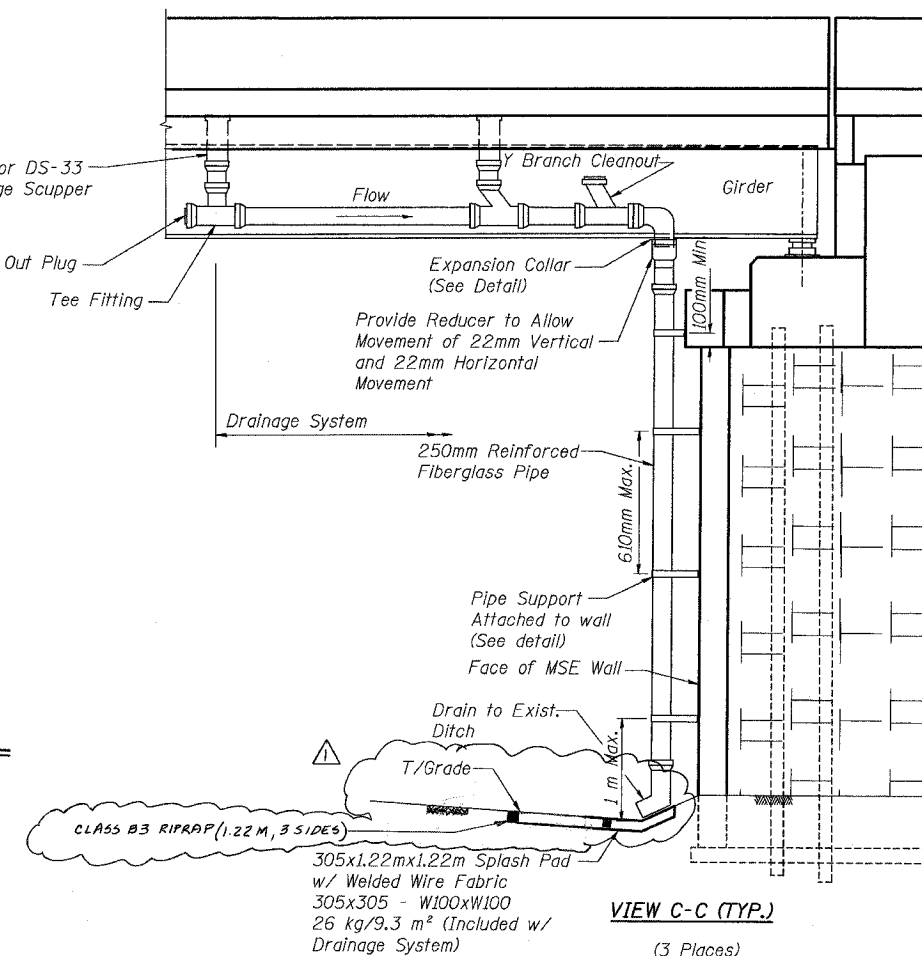 or DS-33
ge Scupper
Y Branch Cleanout
Flow
Girder
Out Plug
Tee Fitting
Expansion Collar
(See Detail)
100mm Min
Provide Reducer to Allow
Movement of 22mm Vertical
and 22mm Horizontal
Movement
Drainage System
250mm Reinforced
Fiberglass Pipe
610mm Max.
Pipe Support
Attached to wall
(See detail)
Face of MSE Wall
Drain to Exist.
Ditch
1
T/Grade
1 m Max.
CLASS B3 RIPRAP (1.22 M, 3 SIDES)
305x1.22mx1.22m Splash Pad
w/ Welded Wire Fabric
305x305 - W100xW100
26 kg/9.3 m² (Included w/
Drainage System)
VIEW C-C (TYP.)
(3 Places)